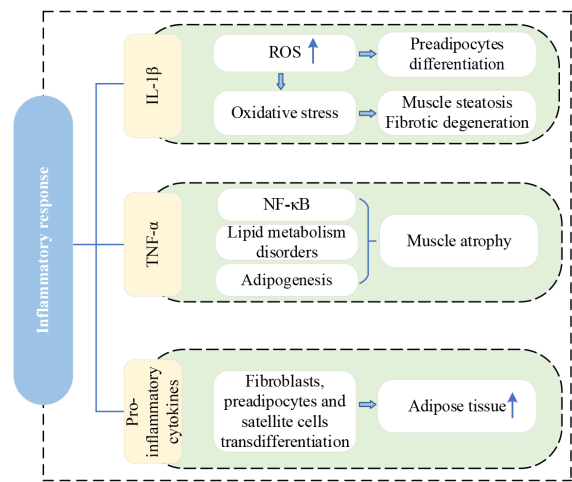 Inflammatory response
IL-1β
ROS
Preadipocytes
differentiation
Oxidative stress
Muscle steatosis
Fibrotic degeneration
TNF-α
NF-κB
Lipid metabolism
disorders
Adipogenesis
Muscle atrophy
Pro-
inflammatory
cytokines
Fibroblasts,
preadipocytes and
satellite cells
transdifferentiation
Adipose tissue